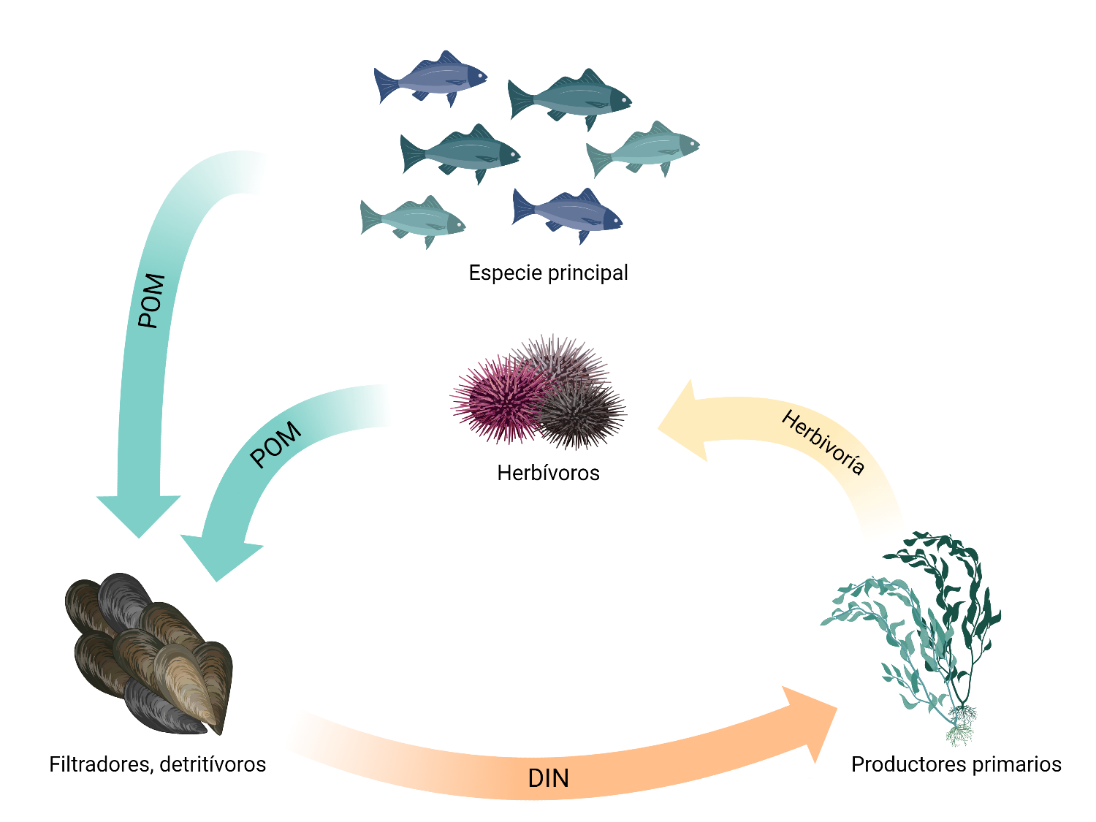 Especie principal
POM
POM
Herbivoría
Herbívoros
Filtradores, detritívoros
DIN
Productores primarios